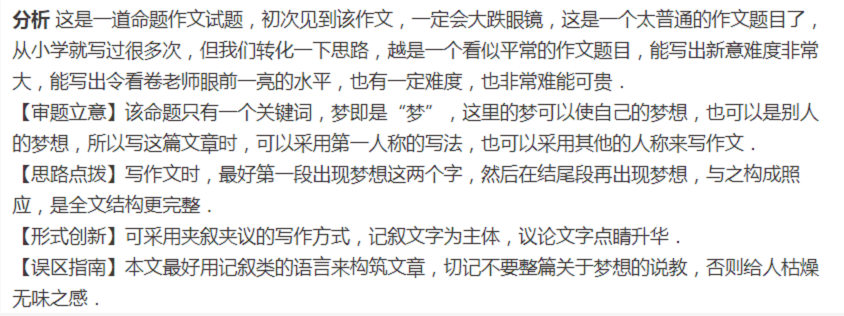 分析 这是一道命题作文试题，初次见到该作文，一定会大跌眼镜，这是一个太普通的作文题目了，
从小学就写过很多次，但我们转化一下思路，越是一个看似平常的作文题目，能写出新意难度非常
大，能写出令看卷老师眼前一亮的水平，也有一定难度，也非常难能可贵．
【审题立意】该命题只有一个关键词，梦即是“梦”，这里的梦可以使自己的梦想，也可以是别人
的梦想，所以写这篇文章时，可以采用第一人称的写法，也可以采用其他的人称来写作文．
【思路点拨】写作文时，最好第一段出现梦想这两个字，然后在结尾段再出现梦想，与之构成照
应，是全文结构更完整．
【形式创新】可采用夹叙夹议的写作方式，记叙文字为主体，议论文字点睛升华．
【误区指南】本文最好用记叙类的语言来构筑文章，切记不要整篇关于梦想的说教，否则给人枯燥
无味之感．